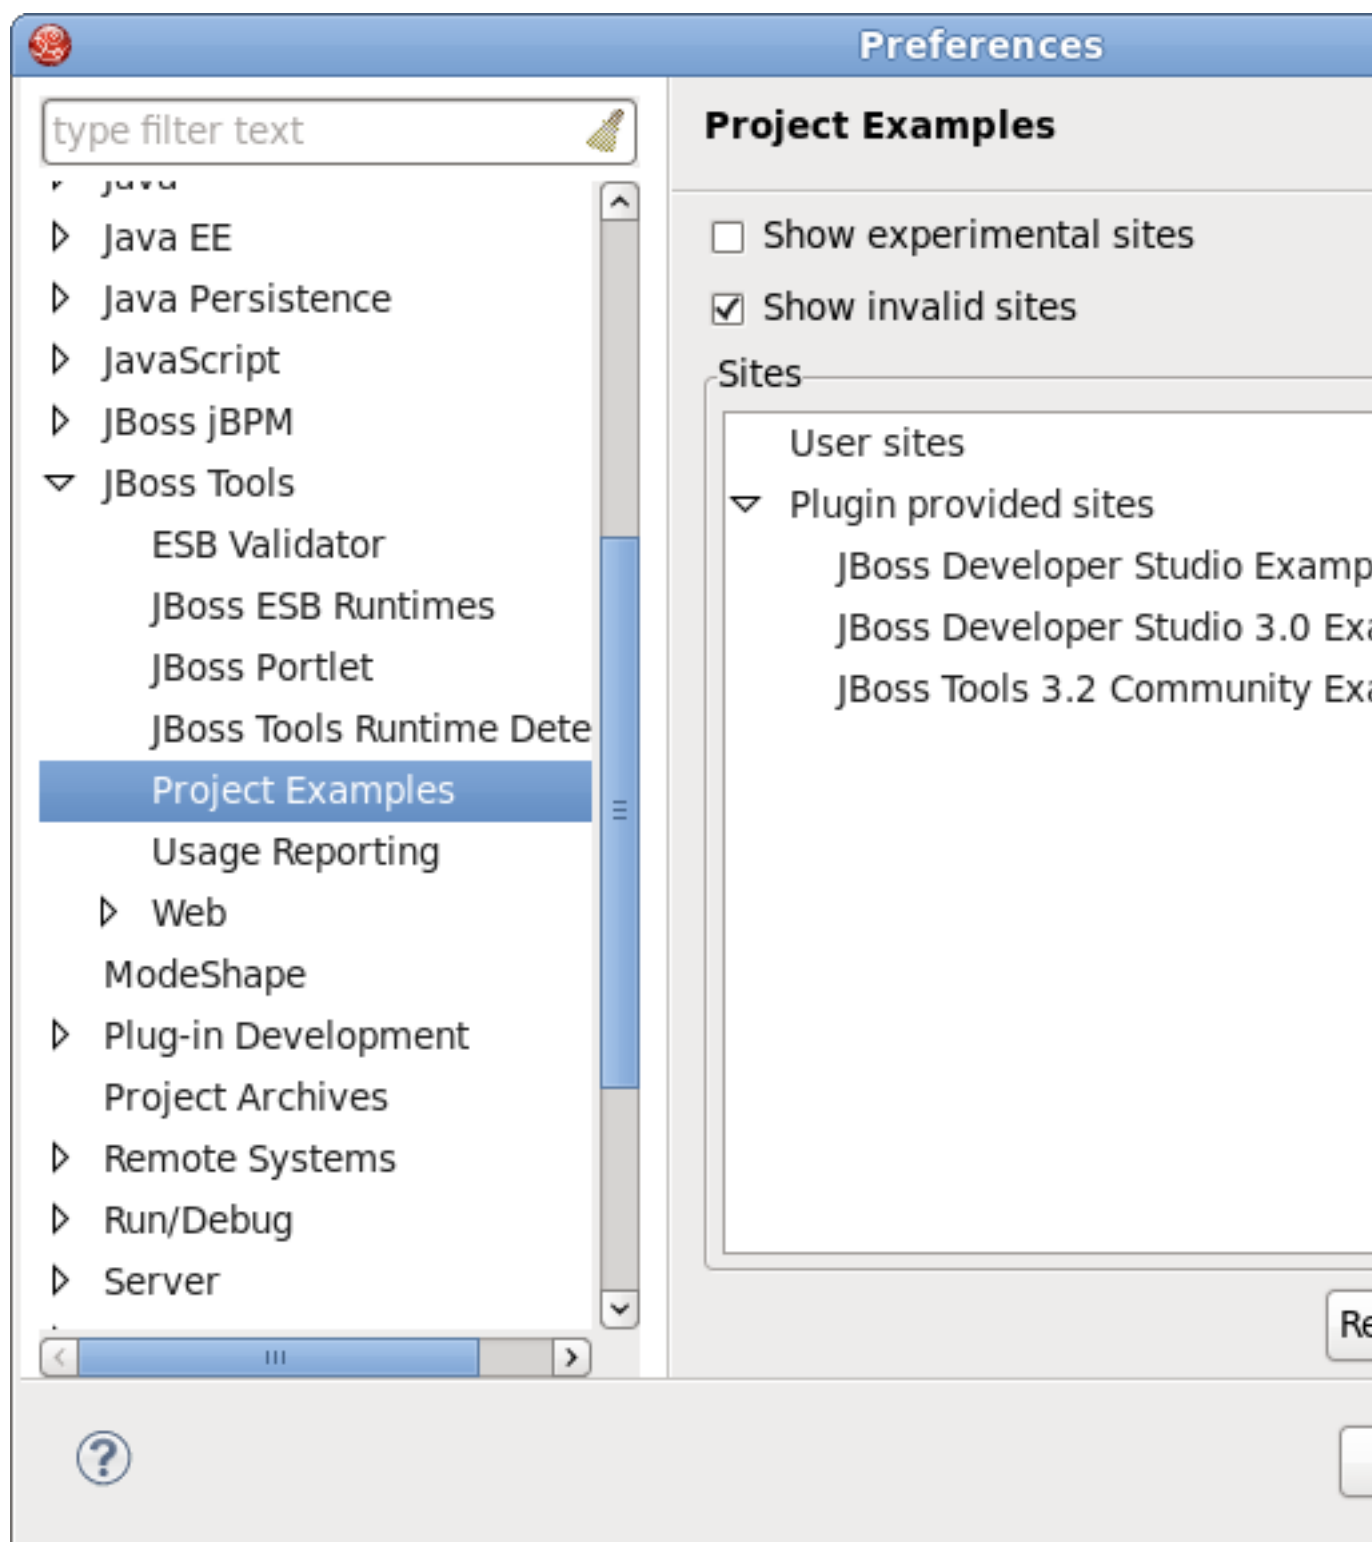 Preferences
type filter text
Java
Java EE
Java Persistence
JavaScript
JBoss jBPM
JBoss Tools
ESB Validator
JBoss ESB Runtimes
JBoss Portlet
JBoss Tools Runtime Dete
Project Examples
Usage Reporting
Web
ModeShape
Plug-in Development
Project Archives
Remote Systems
Run/Debug
Server
Project Examples
Show experimental sites
Show invalid sites
Sites
User sites
Plugin provided sites
JBoss Developer Studio Examp
JBoss Developer Studio 3.0 Exa
JBoss Tools 3.2 Community Exa
Re